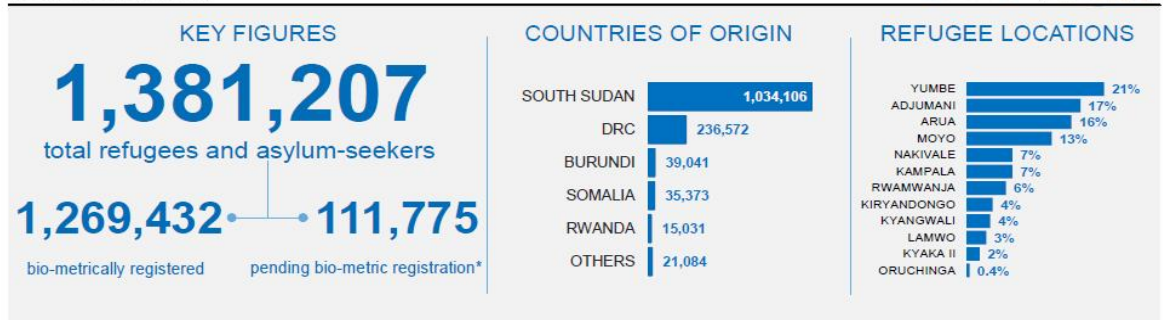 KEY FIGURES
1,381,207
total refugees and asylum-seekers
1,269,432 111,775
bio-metrically registered pending bio-metric registration*
COUNTRIES OF ORIGIN
SOUTH SUDAN 1,034,106
DRC 236,572
BURUNDI 39,041
SOMALIA 35,373
RWANDA 15,031
OTHERS 21,084
REFUGEE LOCATIONS
YUMBE 21%
ADJUMANI 17%
ARUA 16%
MOYO 13%
NAKIVALE 7%
KAMPALA 7%
RWAMWANJA 6%
KIRYANDONGO 4%
KYANGWALI 4%
LAMWO 3%
KYAKA II 2%
ORUCHINGA 0.4%